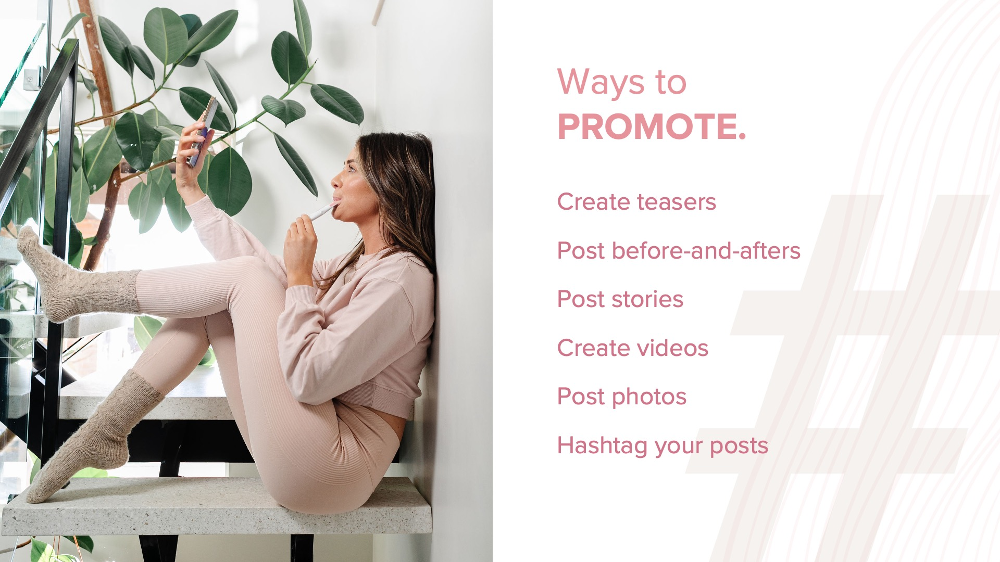 Ways to
PROMOTE.
Create teasers
Post before-and-afters
Post stories
Create videos
Post photos
Hashtag your posts
#